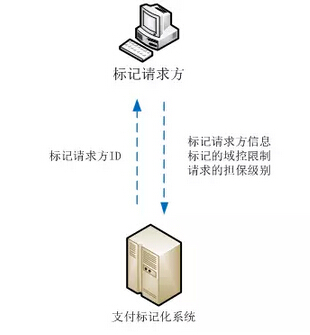 标记请求方
标记请求方ID
标记请求方信息
标记的域控限制
请求的担保级别
支付标记化系统